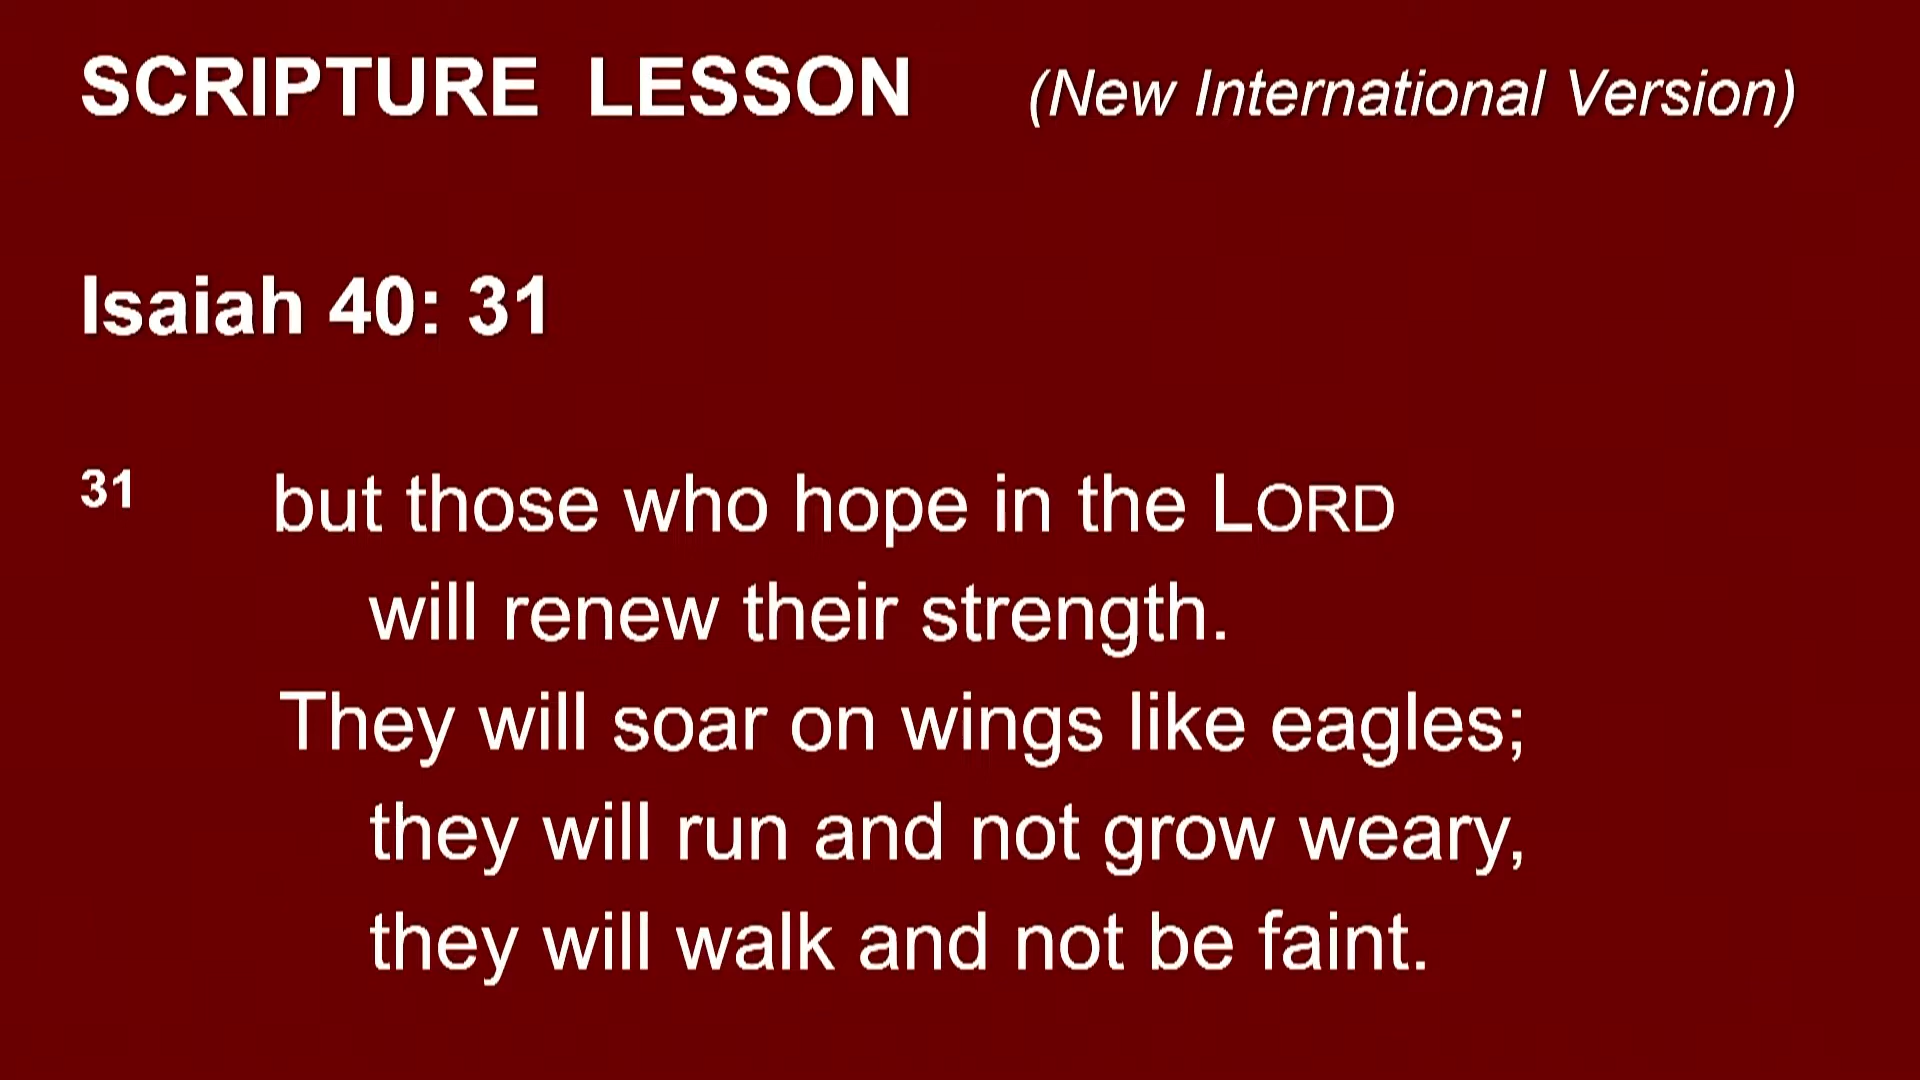 SCRIPTURE LESSON (New International Version)
Isaiah 40: 31
31 but those who hope in the LORD
will renew their strength.
They will soar on wings like eagles;
they will run and not grow weary,
they will walk and not be faint.